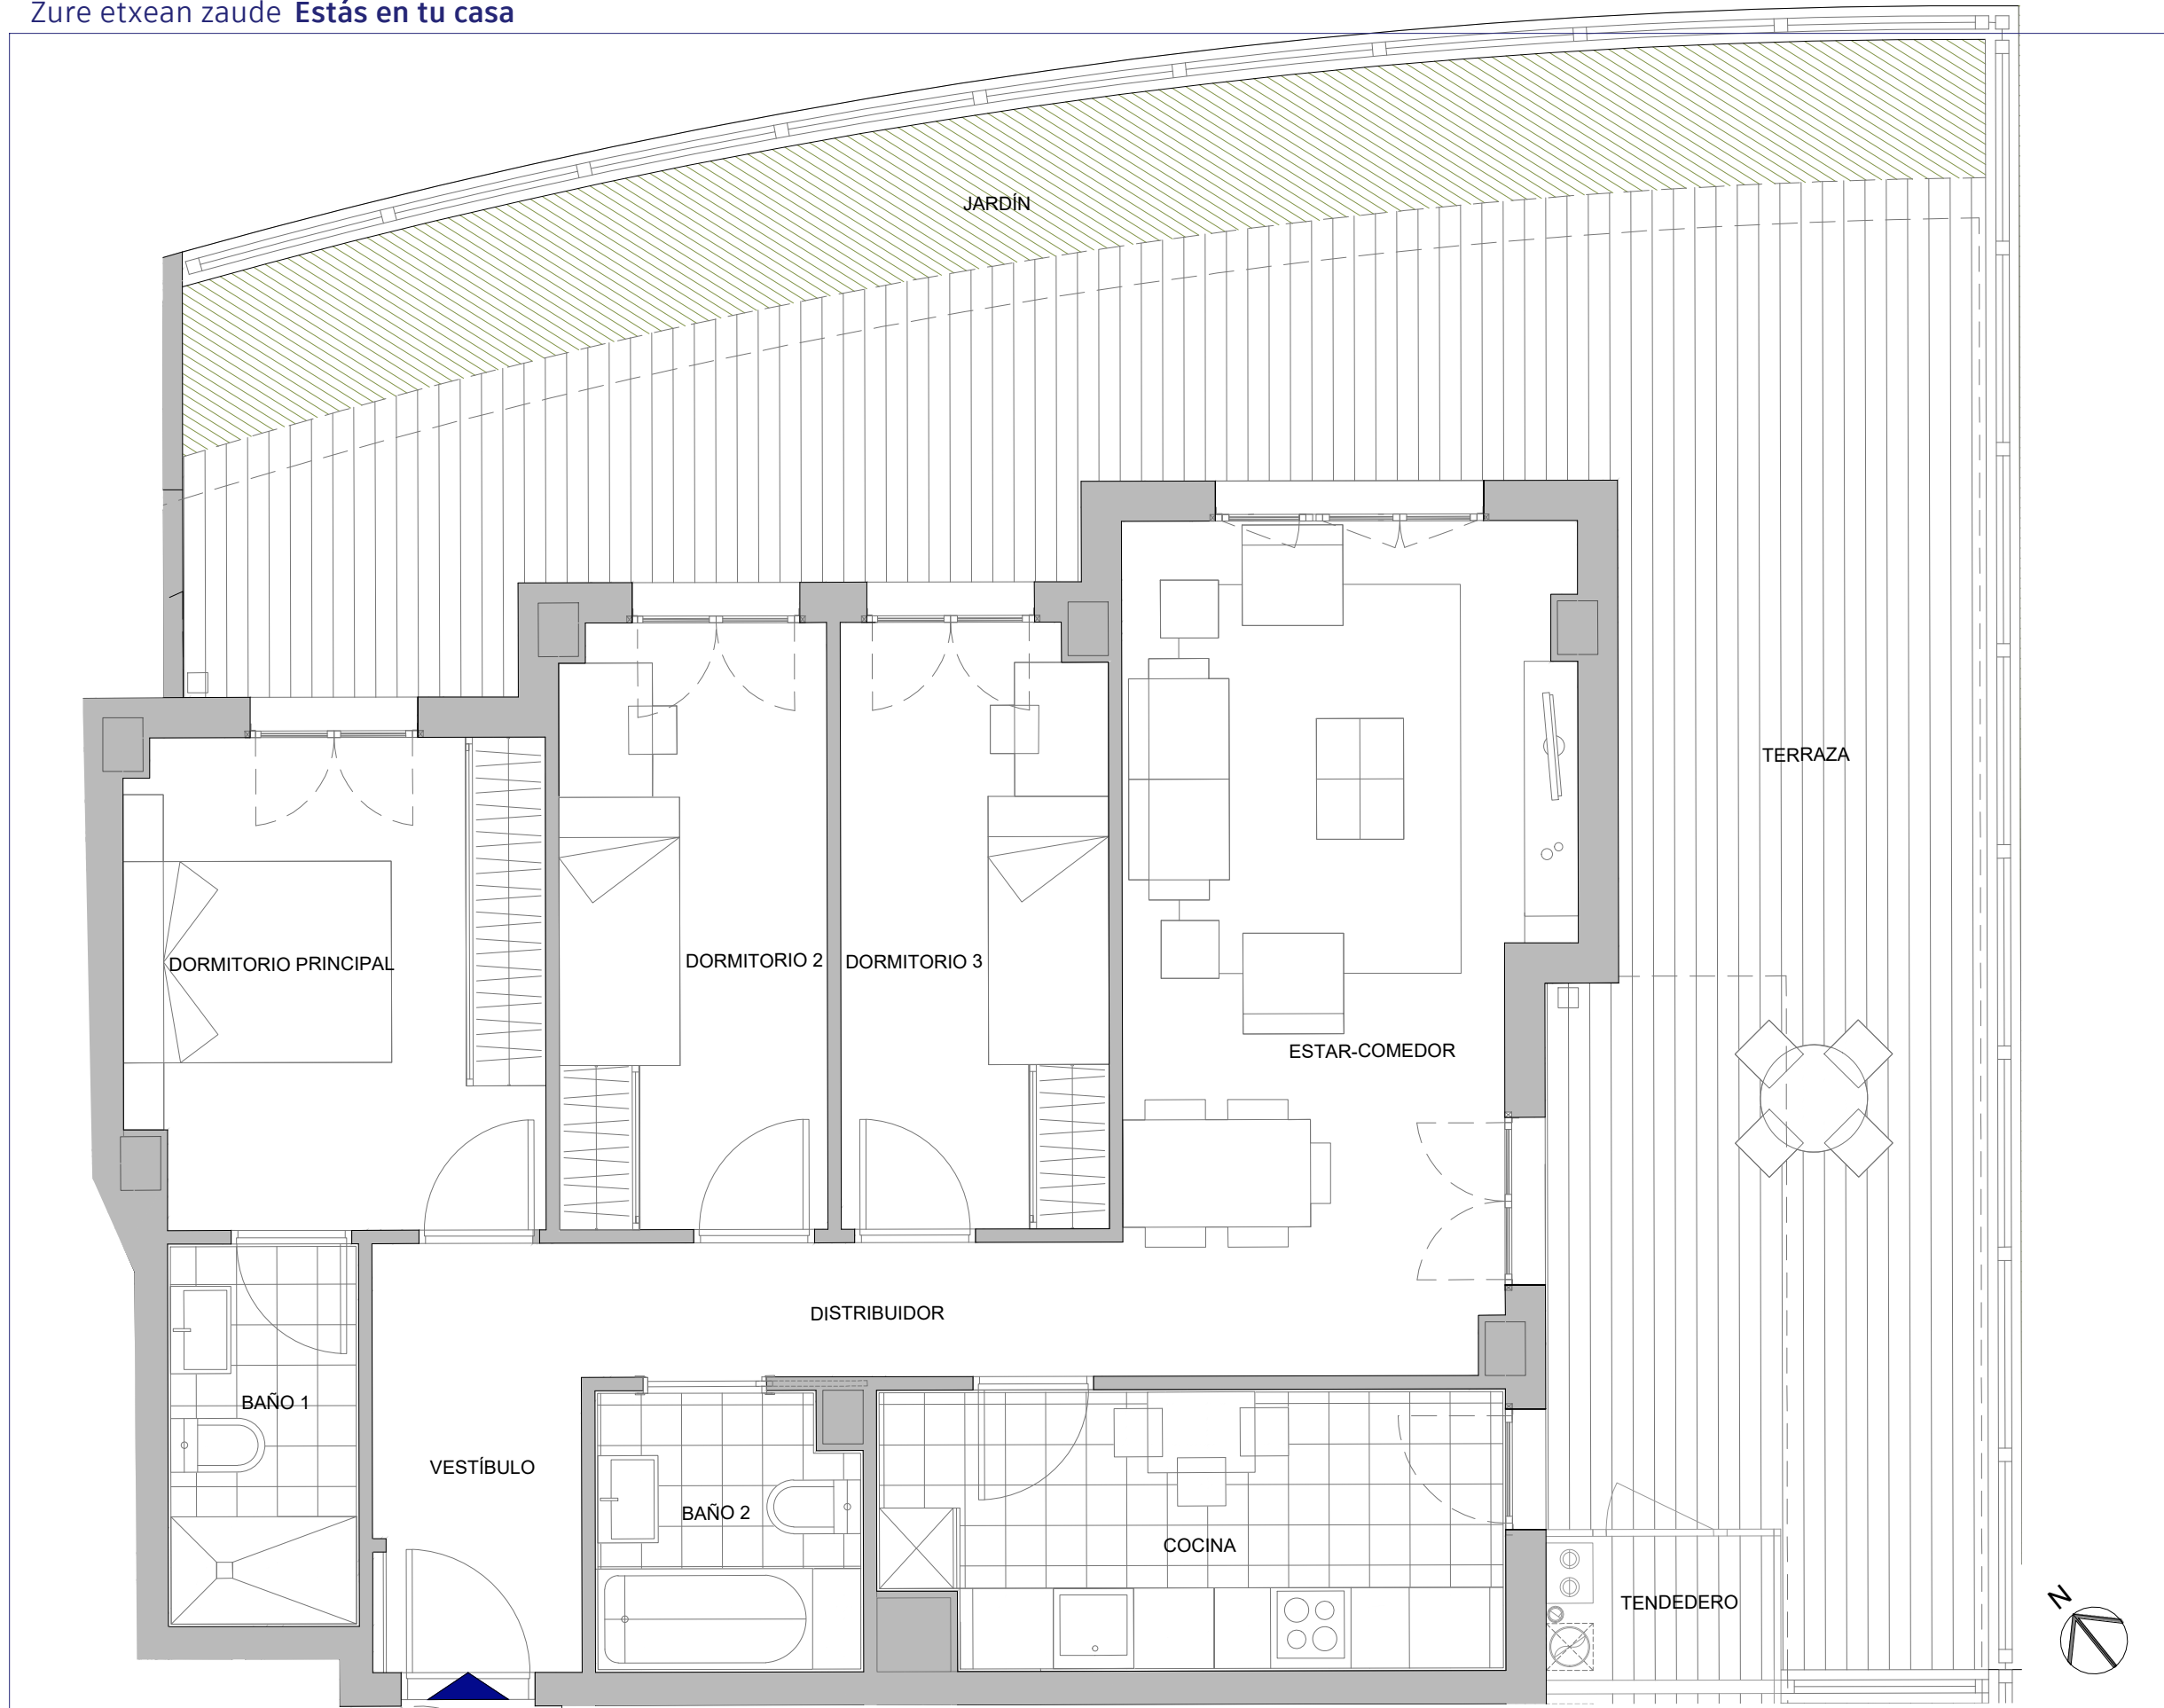 Zure etxean zaude Estás en tu casa
JARDÍN
TERRAZA
DORMITORIO PRINCIPAL
DORMITORIO 2
DORMITORIO 3
ESTAR-COMEDOR
DISTRIBUIDOR
BAÑO 1
VESTÍBULO
BAÑO 2
COCINA
TENDEDERO
N